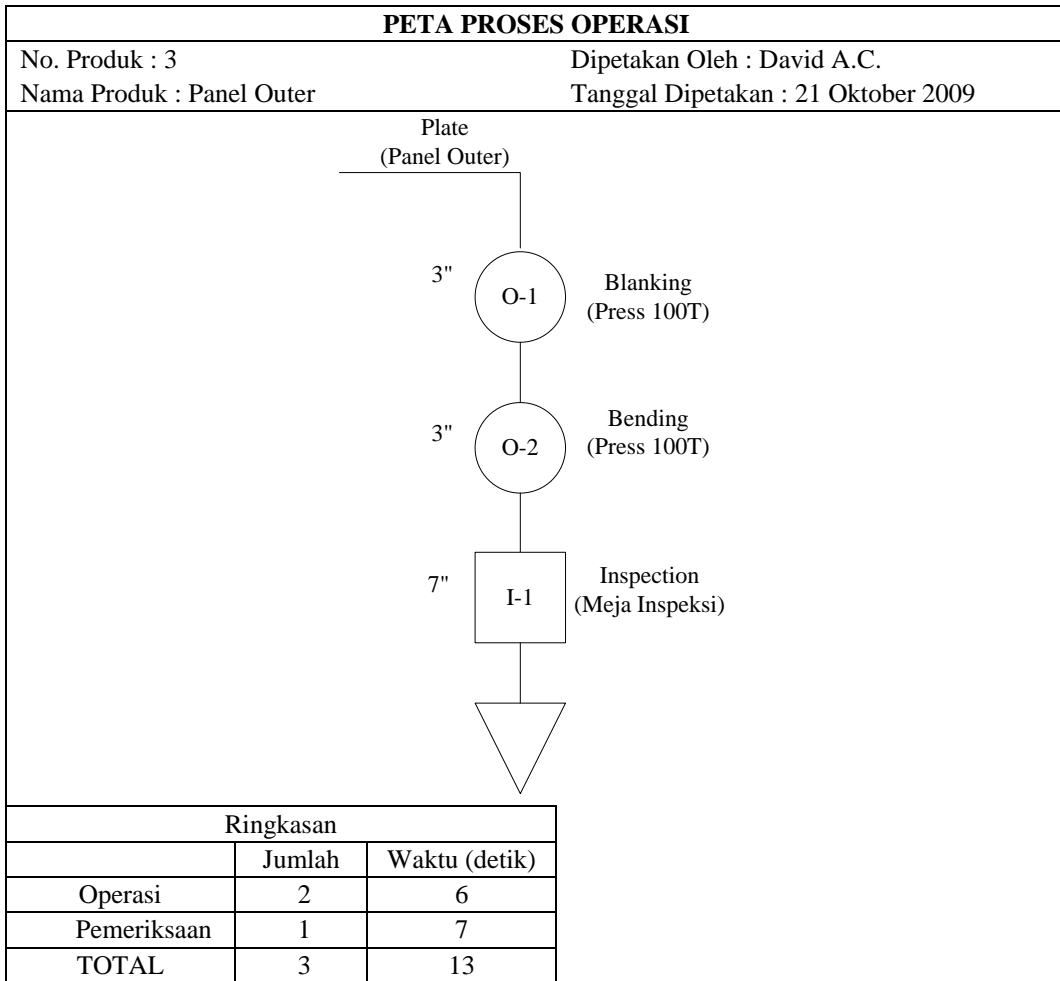 PETA PROSES OPERASI
No. Produk : 3 Dipetakan Oleh : David A.C.
Nama Produk : Panel Outer Tanggal Dipetakan : 21 Oktober 2009
Plate
(Panel Outer)
3" O-1 Blanking
(Press 100T)
3" O-2 Bending
(Press 100T)
7" I-1 Inspection
(Meja Inspeksi)
Ringkasan
Jumlah Waktu (detik)
Operasi 2 6
Pemeriksaan 1 7
TOTAL 3 13